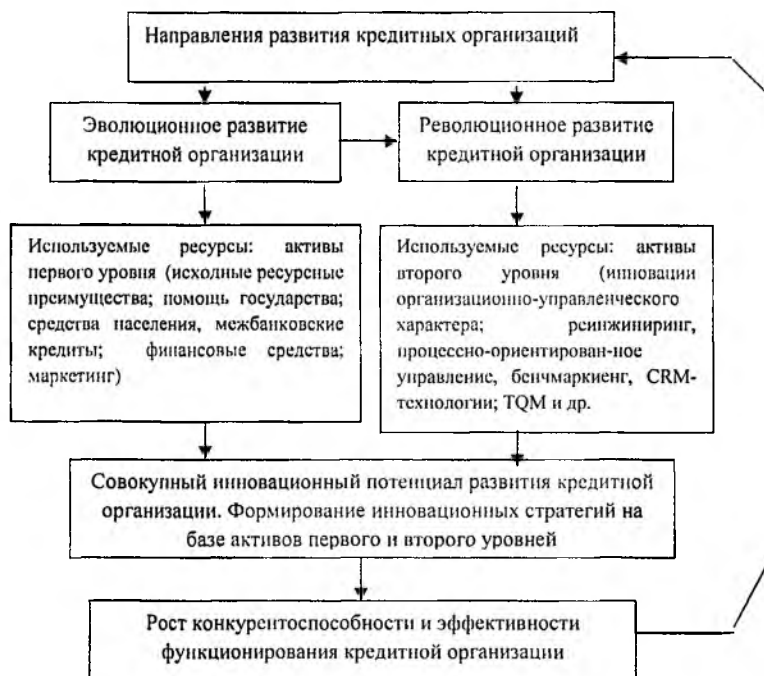 Направления развития кредитных организаций
Эволюционное развитие
кредитной организации
Революционное развитие
кредитной организации
Используемые ресурсы: активы
первого уровня (исходные ресурсные
преимущества; помощь государства;
средства населения, межбанковские
кредиты; финансовые средства;
маркетинг)
Используемые ресурсы: активы
второго уровня (инновации
организационно-управленческого
характера; реинжиниринг,
процессно-ориентирован-ное
управление, бенчмаркиенг, CRM-
технологии; TQM и др.
Совокупный инновационный потенциал развития кредитной
организации. Формирование инновационных стратегий на
базе активов первого и второго уровней
Рост конкурентоспособности и эффективности
функционирования кредитной организации